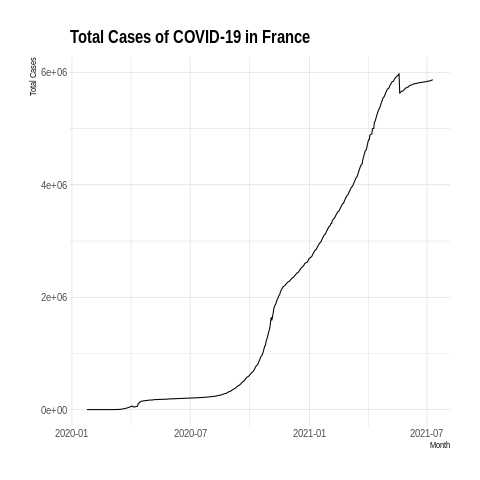 Total Cases of COVID-19 in France
Total Cases
6e+06
4e+06
2e+06
0e+00
2020-01 2020-07 2021-01 2021-07
Month